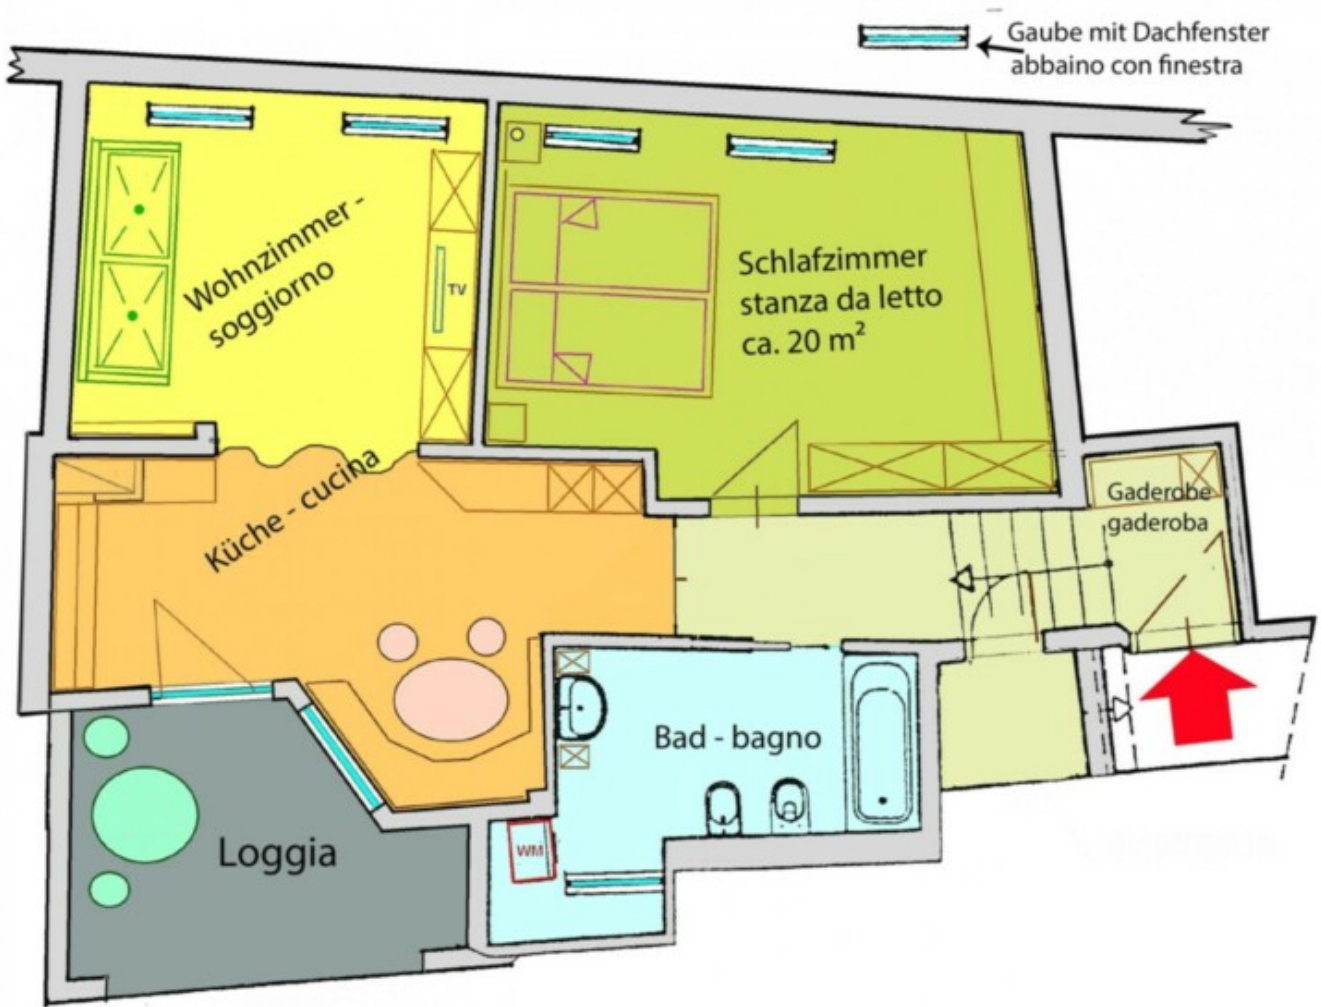 Gaube mit Dachfenster
abbaino con finestra
Wohnzimmer -
soggiorno
TV
Schlafzimmer
stanza da letto
ca. 20 m²
Küche - cucina
Gaderobe
gaderoba
Bad - bagno
WM
Loggia